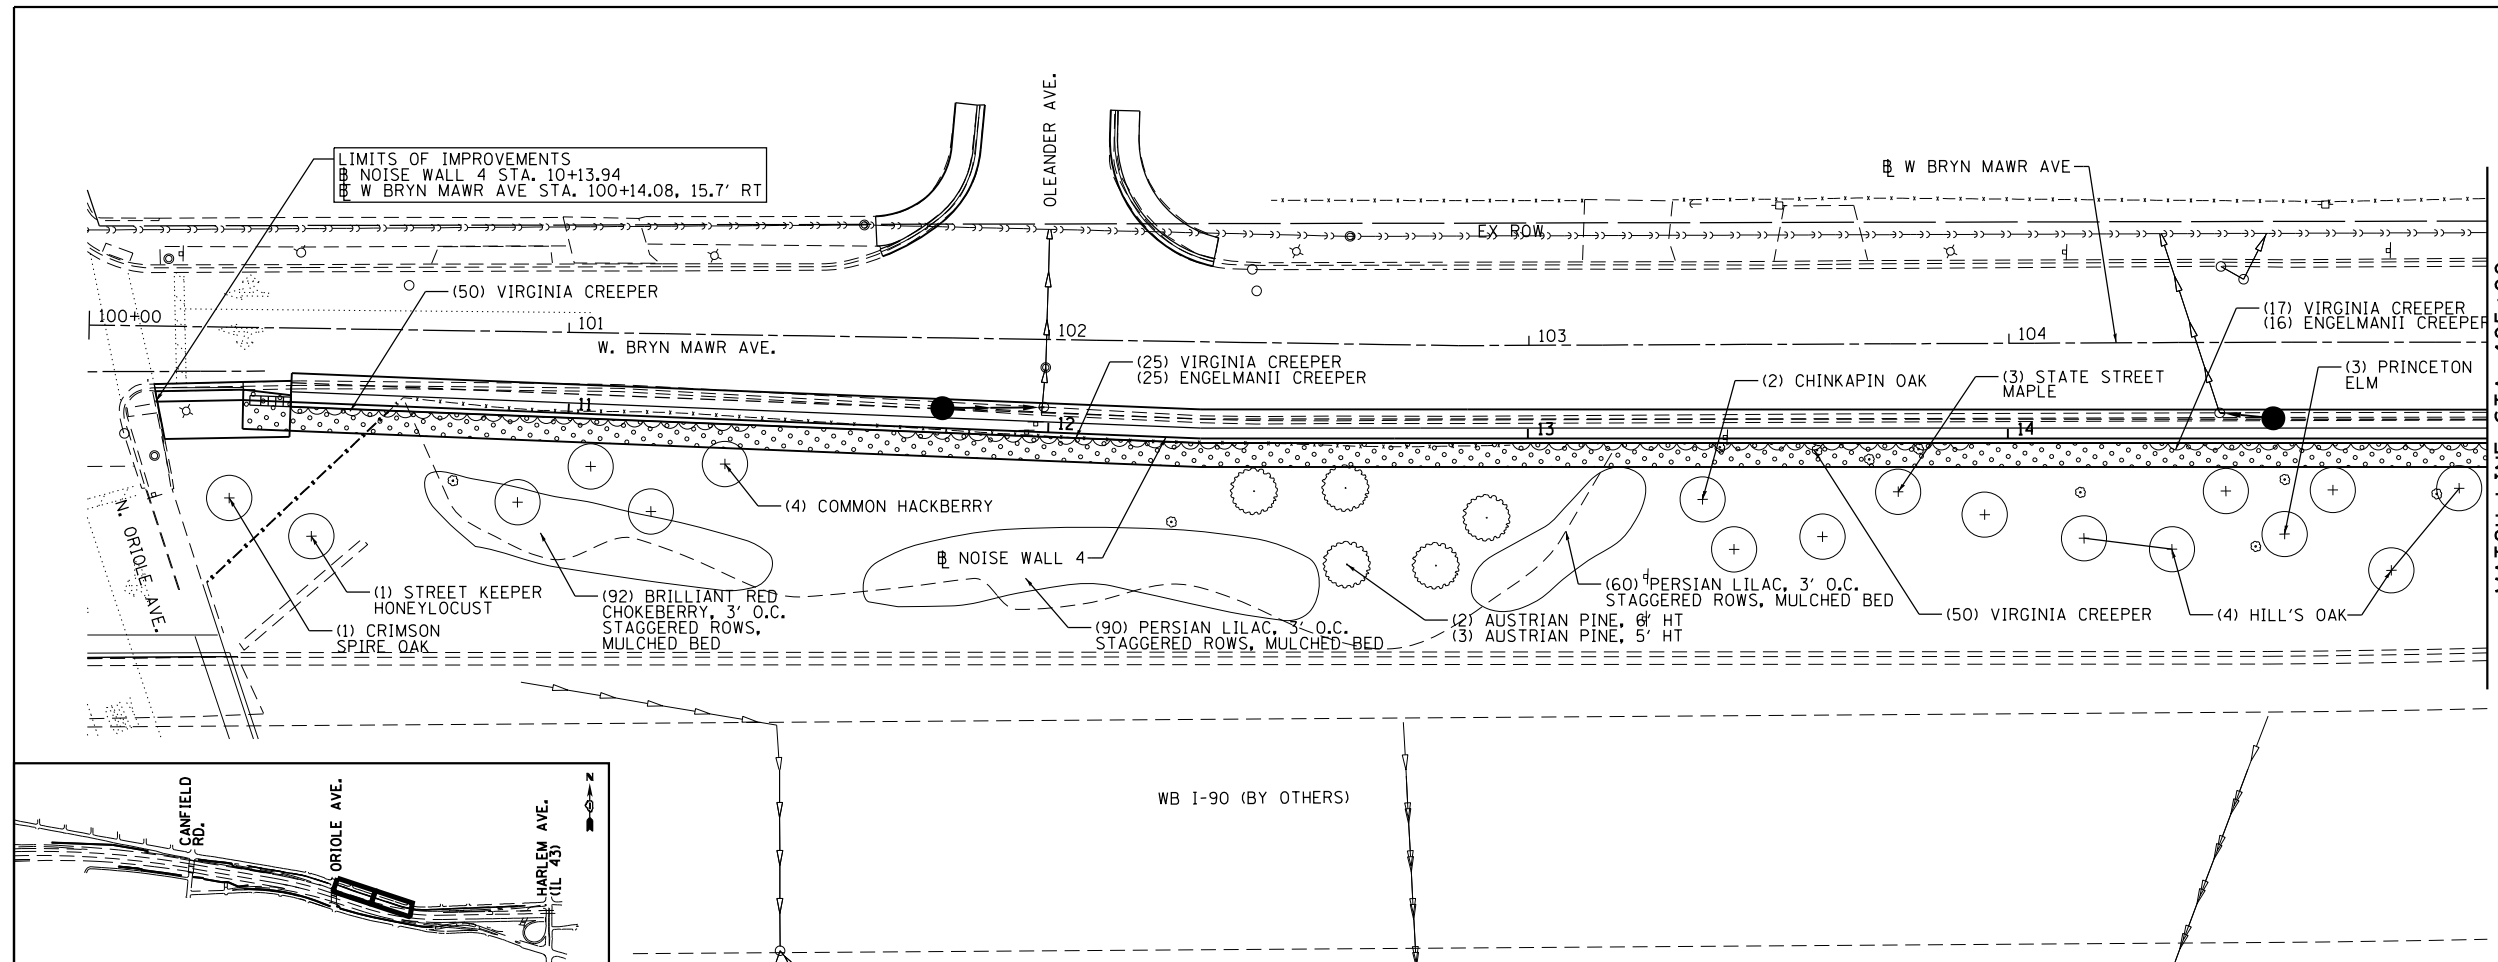 OLEANDER AVE.
LIMITS OF IMPROVEMENTS
BL NOISE WALL 4 STA. 10+13.94
BL W BRYN MAWR AVE STA. 100+14.08, 15.7' RT
BL W BRYN MAWR AVE
EX ROW
(50) VIRGINIA CREEPER
100+00
101
102
103
104
W. BRYN MAWR AVE.
(17) VIRGINIA CREEPER
(16) ENGELMANII CREEPER
(25) VIRGINIA CREEPER
(25) ENGELMANII CREEPER
(2) CHINKAPIN OAK
(3) STATE STREET
MAPLE
(3) PRINCETON
ELM
11
12
13
14
(4) COMMON HACKBERRY
BL NOISE WALL 4
N. ORIOLE AVE.
(1) STREET KEEPER
HONEYLOCUST
(1) CRIMSON
SPIRE OAK
(92) BRILLIANT RED
CHOKEBERRY, 3' O.C.
STAGGERED ROWS,
MULCHED BED
(90) PERSIAN LILAC, 3' O.C.
STAGGERED ROWS, MULCHED BED
(2) AUSTRIAN PINE, 6' HT
(3) AUSTRIAN PINE, 5' HT
(60) PERSIAN LILAC, 3' O.C.
STAGGERED ROWS, MULCHED BED
(50) VIRGINIA CREEPER
(4) HILL'S OAK
WB I-90 (BY OTHERS)
CANFIELD
RD.
ORIOLE AVE.
HARLEM AVE.
(IL 43)
N